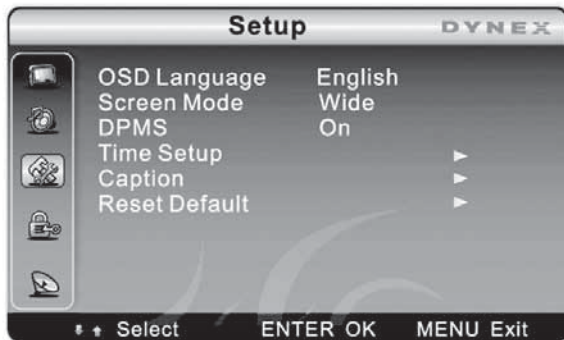 Setup DYNEX
OSD Language English
Screen Mode Wide
DPMS On
Time Setup
Caption
Reset Default
Select ENTER OK MENU Exit